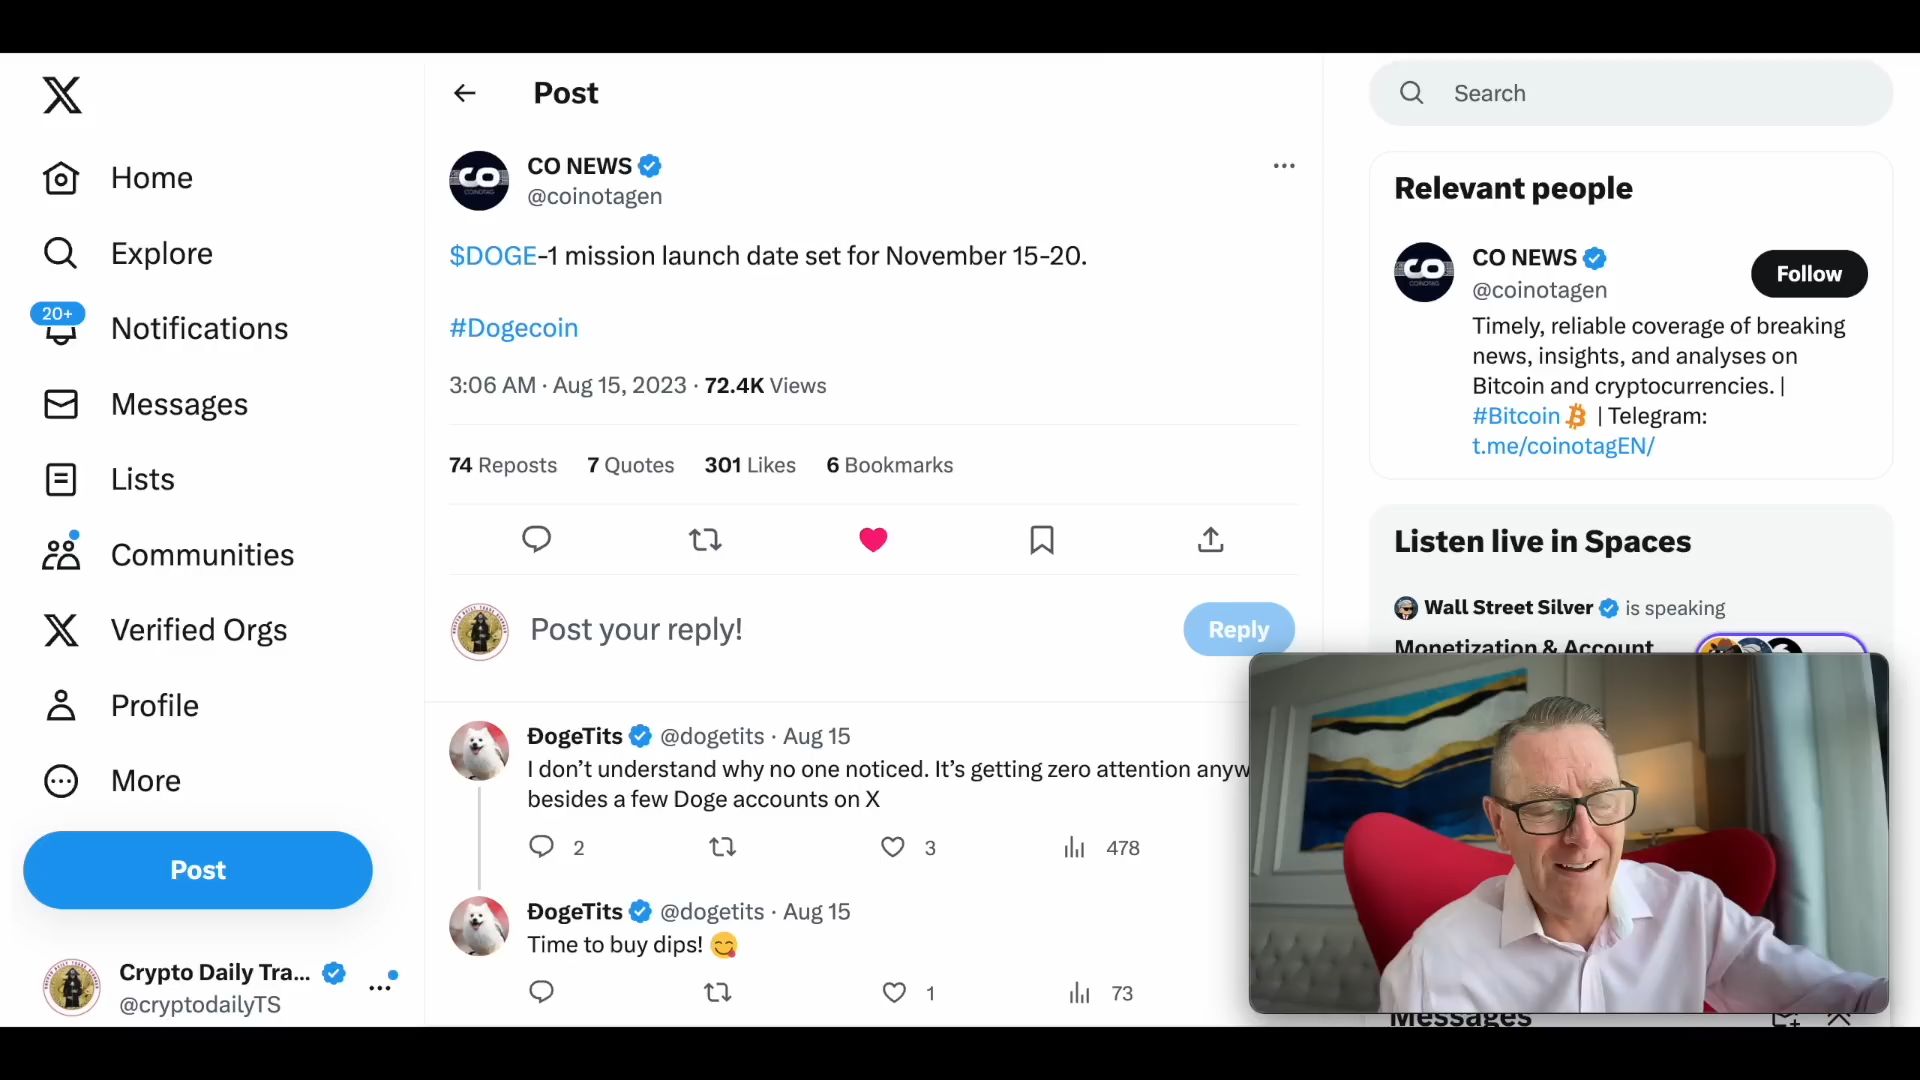 Home
Explore
20+
Notifications
Messages
Lists
Communities
Verified Orgs
Profile
More
Post
Crypto Daily Tra...
@cryptodailyTS
Post
CO NEWS
@coinotagen
$DOGE-1 mission launch date set for November 15-20.
#Dogecoin
3:06 AM · Aug 15, 2023 · 72.4K Views
74 Reposts 7 Quotes 301 Likes 6 Bookmarks
Post your reply!
Reply
ÐogeTits @dogetits · Aug 15
I don’t understand why no one noticed. It’s getting zero attention anyw
besides a few Doge accounts on X
2 3 478
ÐogeTits @dogetits · Aug 15
Time to buy dips! 😋
1 73
Search
Relevant people
CO NEWS
@coinotagen
Follow
Timely, reliable coverage of breaking
news, insights, and analyses on
Bitcoin and cryptocurrencies. |
#Bitcoin | Telegram:
t.me/coinotagEN/
Listen live in Spaces
Wall Street Silver is speaking
Monetization & Account
Messages